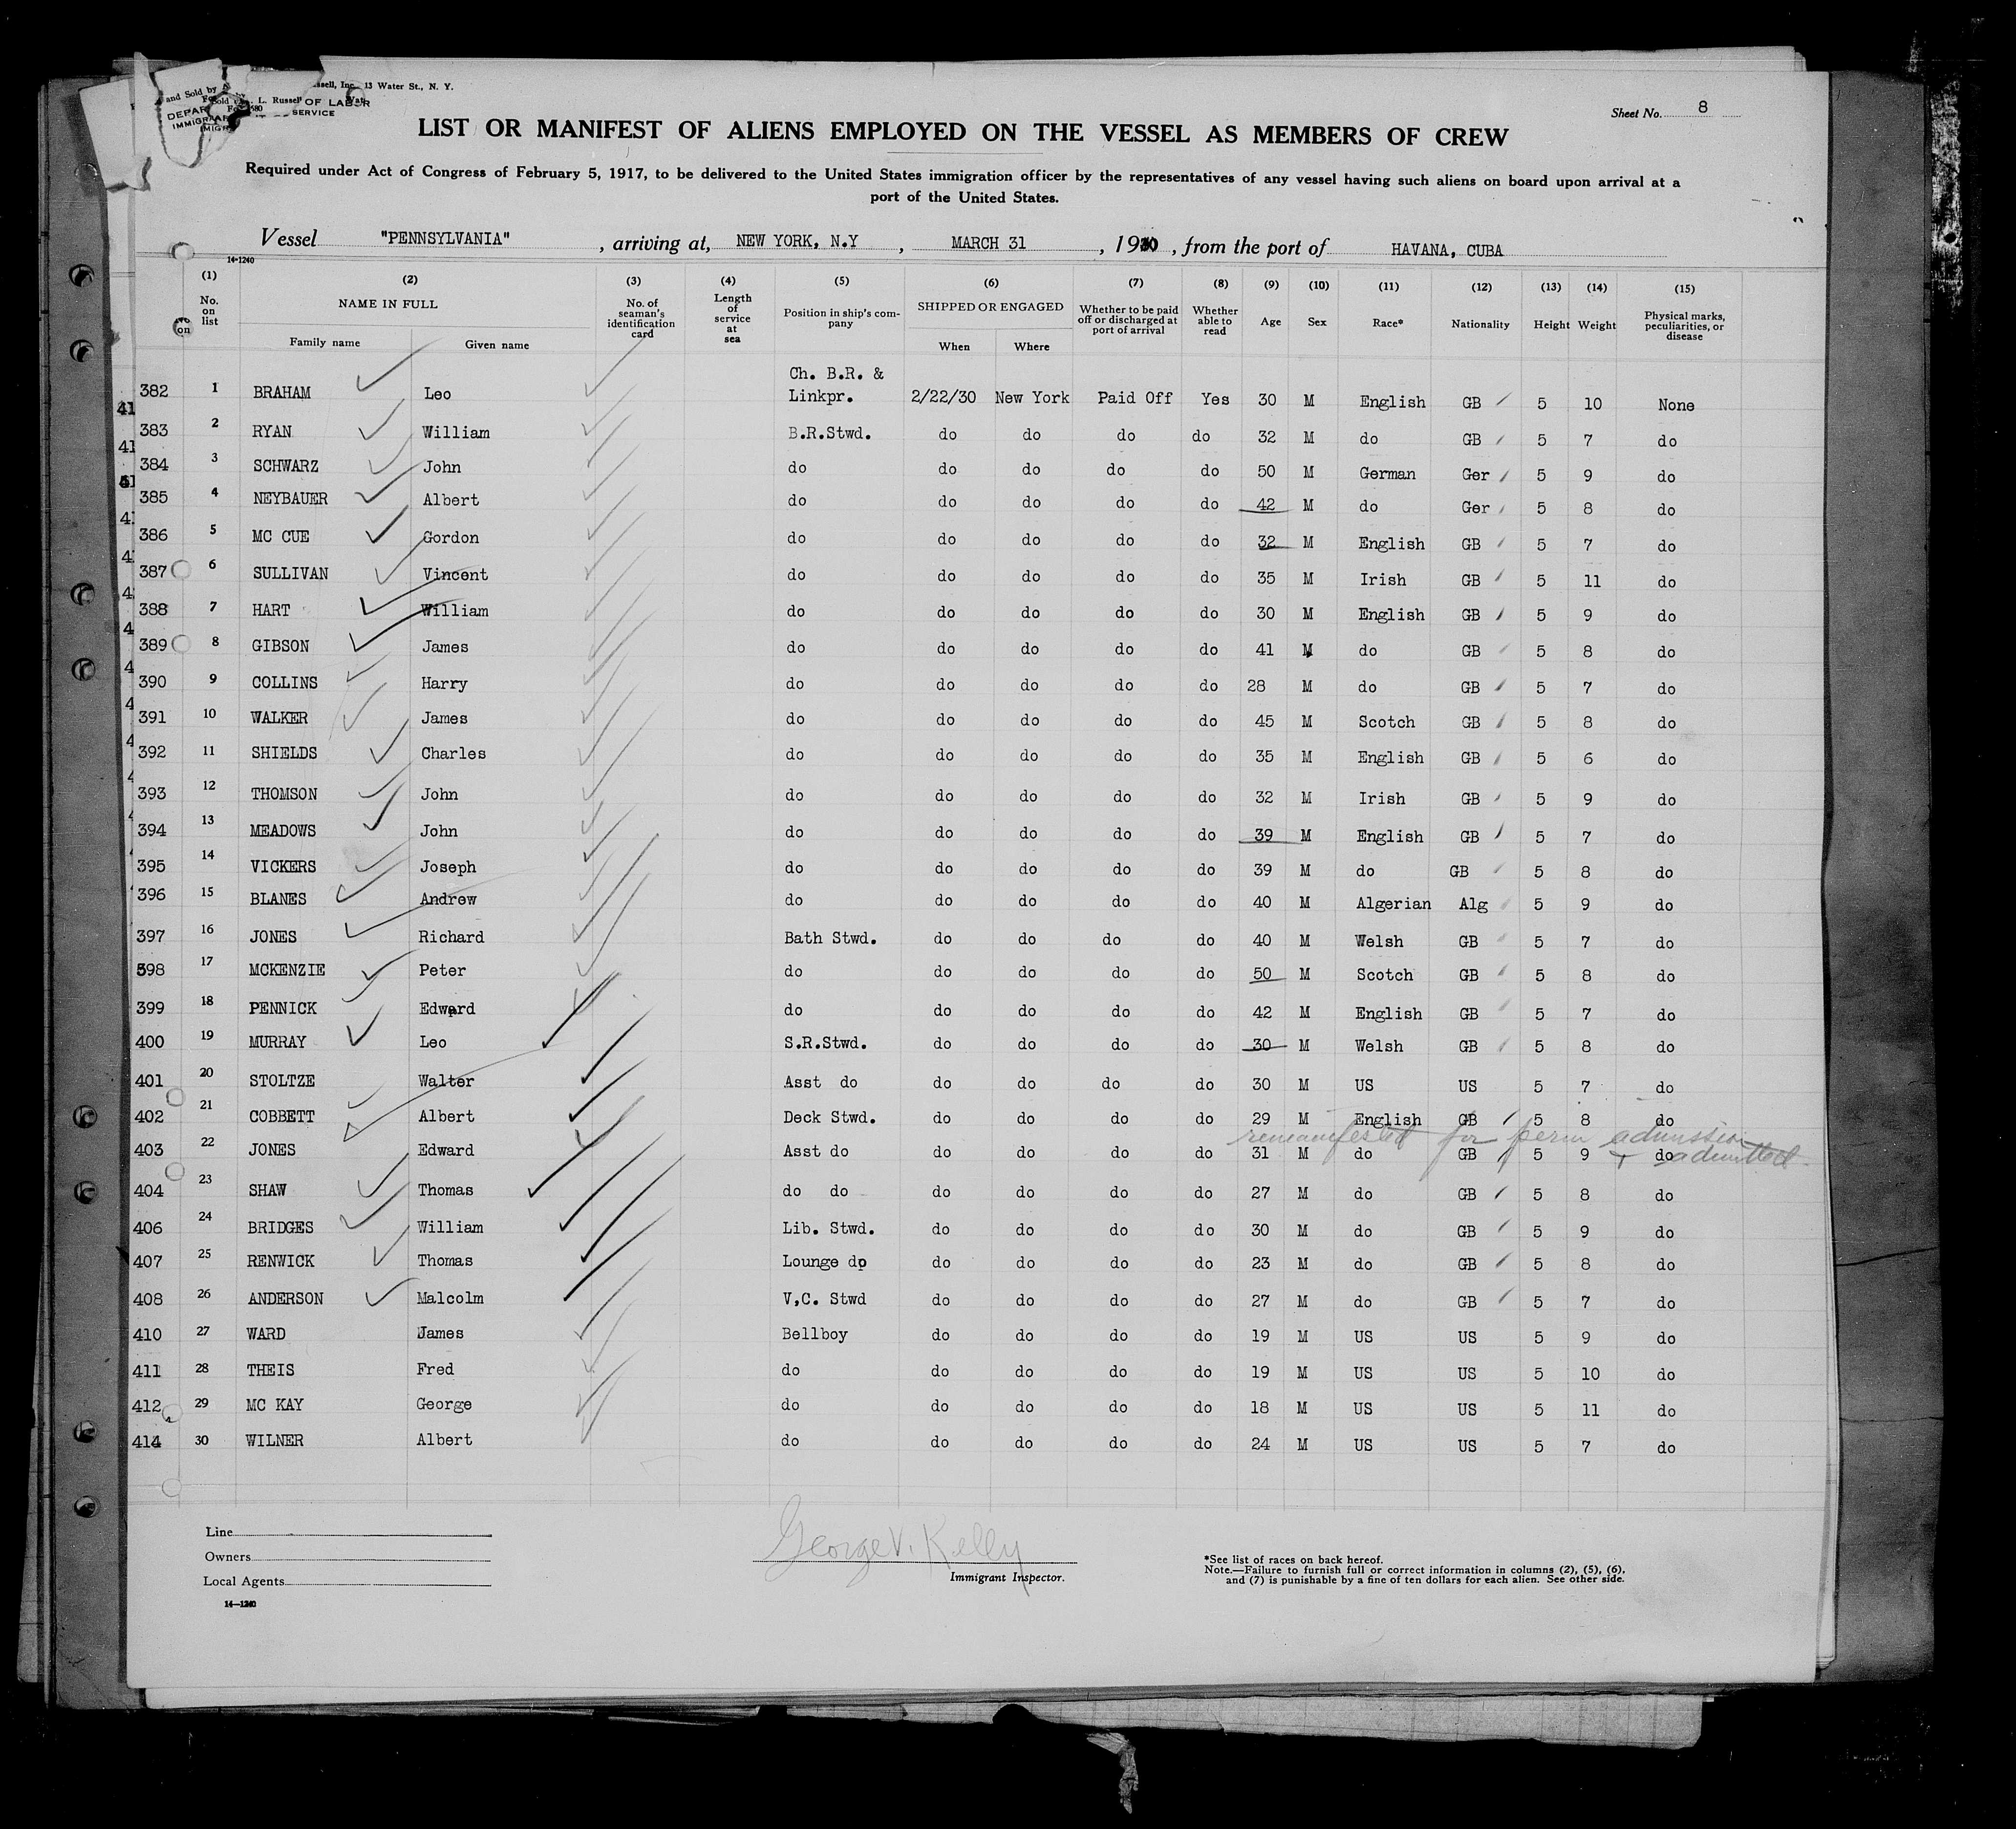 and Sold by
Sold L. Russell
ssell, Inc., 13 Water St., N. Y.
OF LABOR
SERVICE
Sheet No. 8
LIST OR MANIFEST OF ALIENS EMPLOYED ON THE VESSEL AS MEMBERS OF CREW
Required under Act of Congress of February 5, 1917, to be delivered to the United States immigration officer by the representatives of any vessel having such aliens on board upon arrival at a
port of the United States.
Vessel "PENNSYLVANIA", arriving at, NEW YORK, N.Y, MARCH 31, 1930, from the port of HAVANA, CUBA
14-1240
(1) (2) (3) (4) (5) (6) (7) (8) (9) (10) (11) (12) (13) (14) (15)
No. on list NAME IN FULL Family name Given name No. of seaman's identification card Length of service at sea Position in ship's company SHIPPED OR ENGAGED When Where Whether to be paid off or discharged at port of arrival Whether able to read Age Sex Race* Nationality Height Weight Physical marks, peculiarities, or disease
382 1 BRAHAM Leo Ch. B.R. & Linkpr. 2/22/30 New York Paid Off Yes 30 M English GB 5 10 None
383 2 RYAN William B.R.Stwd. do do do do 32 M do GB 5 7 do
384 3 SCHWARZ John do do do do do 50 M German Ger 5 9 do
385 4 NEYBAUER Albert do do do do do 42 M do Ger 5 8 do
386 5 MC CUE Gordon do do do do do 32 M English GB 5 7 do
387 6 SULLIVAN Vincent do do do do do 35 M Irish GB 5 11 do
388 7 HART William do do do do do 30 M English GB 5 9 do
389 8 GIBSON James do do do do do 41 M do GB 5 8 do
390 9 COLLINS Harry do do do do do 28 M do GB 5 7 do
391 10 WALKER James do do do do do 45 M Scotch GB 5 8 do
392 11 SHIELDS Charles do do do do do 35 M English GB 5 6 do
393 12 THOMSON John do do do do do 32 M Irish GB 5 9 do
394 13 MEADOWS John do do do do do 39 M English GB 5 7 do
395 14 VICKERS Joseph do do do do do 39 M do GB 5 8 do
396 15 BLANES Andrew do do do do do 40 M Algerian Alg 5 9 do
397 16 JONES Richard Bath Stwd. do do do do 40 M Welsh GB 5 7 do
398 17 MCKENZIE Peter do do do do do 50 M Scotch GB 5 8 do
399 18 PENNICK Edward do do do do do 42 M English GB 5 7 do
400 19 MURRAY Leo S.R.Stwd. do do do do 30 M Welsh GB 5 8 do
401 20 STOLTZE Walter Asst do do do do do 30 M US US 5 7 do
402 21 COBBETT Albert Deck Stwd. do do do do 29 M English GB 5 8 do
remanifested for perm admission
+ admitted
403 22 JONES Edward Asst do do do do do 31 M do GB 5 9 do
404 23 SHAW Thomas do do do do do do 27 M do GB 5 8 do
406 24 BRIDGES William Lib. Stwd. do do do do 30 M do GB 5 9 do
407 25 RENWICK Thomas Lounge do do do do do 23 M do GB 5 8 do
408 26 ANDERSON Malcolm V,C. Stwd do do do do 27 M do GB 5 7 do
410 27 WARD James Bellboy do do do do 19 M US US 5 9 do
411 28 THEIS Fred do do do do do 19 M US US 5 10 do
412 29 MC KAY George do do do do do 18 M US US 5 11 do
414 30 WILNER Albert do do do do do 24 M US US 5 7 do
Line
Owners
Local Agents
14—1240
George V. Kelly
Immigrant Inspector.
*See list of races on back hereof.
Note.—Failure to furnish full or correct information in columns (2), (5), (6),
and (7) is punishable by a fine of ten dollars for each alien. See other side.